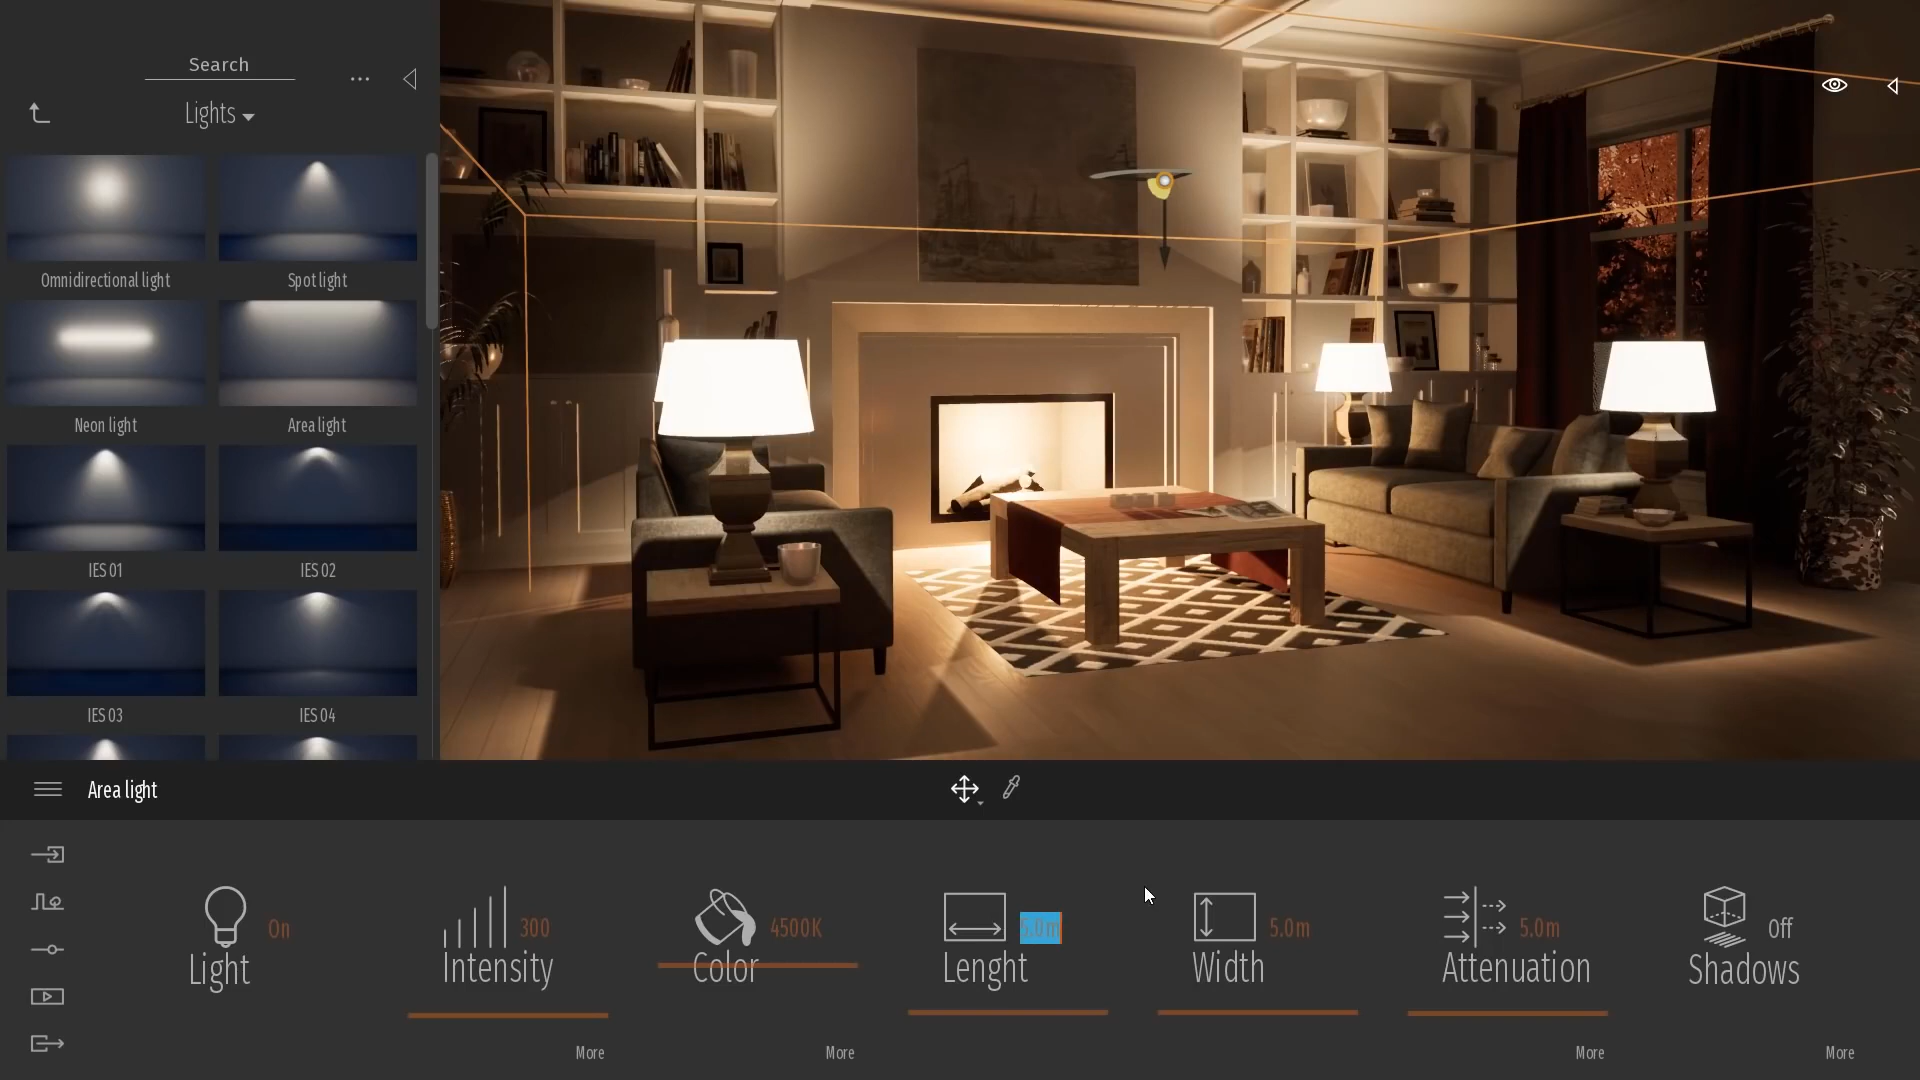 Search
...
Lights
Omnidirectional light
Spot light
Neon light
Area light
IES 01
IES 02
IES 03
IES 04
Area light
On
Light
300
Intensity
More
4500K
Color
More
5.0m
Lenght
5.0m
Width
5.0m
Attenuation
More
Off
Shadows
More